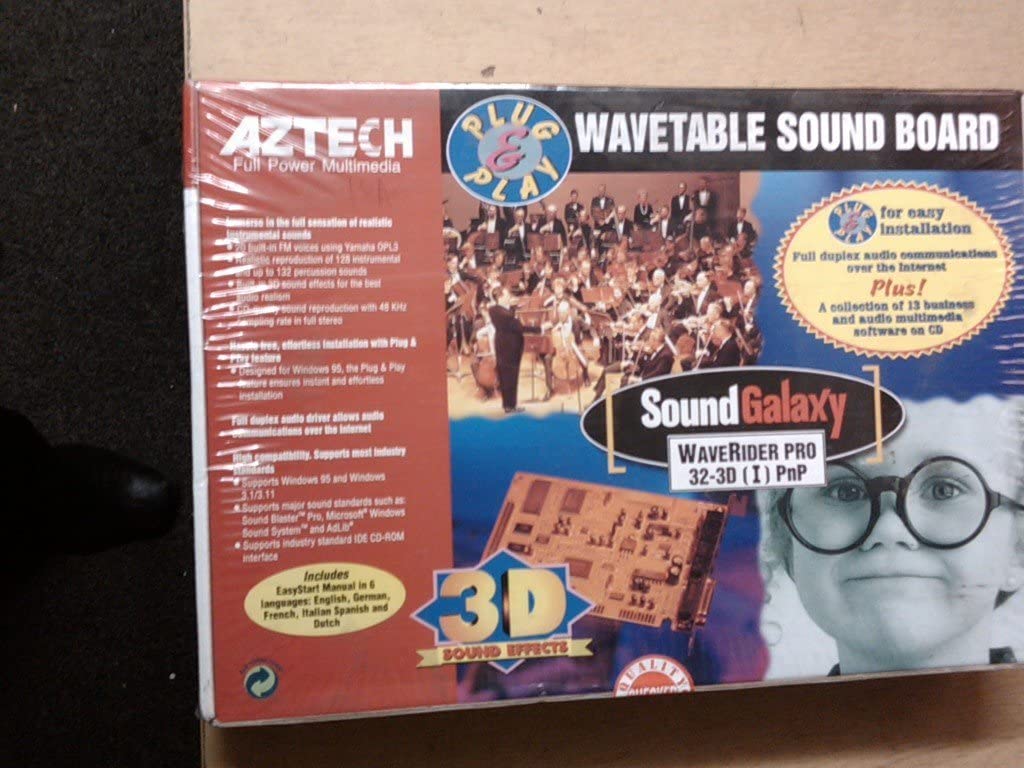 AZTECH
Full Power Multimedia
PLUG & PLAY
WAVETABLE SOUND BOARD
Immerse in the full sensation of realistic
instrumental sounds
20 built-in FM voices using Yamaha OPL3
Realistic reproduction of 128 instrumental
and up to 132 percussion sounds
Built-in 3D sound effects for the best
audio realism
CD-quality sound reproduction with 48 KHz
sampling rate in full stereo
Hassle free, effortless installation with Plug &
Play feature
• Designed for Windows 95, the Plug & Play
feature ensures instant and effortless
installation
Full duplex audio driver allows audio
communications over the Internet
High compatibility. Supports most industry
standards
• Supports Windows 95 and Windows
3.1/3.11
• Supports major sound standards such as:
Sound Blaster™ Pro, Microsoft® Windows
Sound System™ and AdLib®
• Supports industry standard IDE CD-ROM
interface
Includes
EasyStart Manual in 6
languages: English, German,
French, Italian Spanish and
Dutch
PLUG & PLAY
for easy
installation
Full duplex audio communications
over the Internet
Plus!
A collection of 13 business
and audio multimedia
software on CD
Sound Galaxy
WAVERIDER PRO
32-3D (I) PNP
3D
SOUND EFFECTS
QUALITY
CHECKED